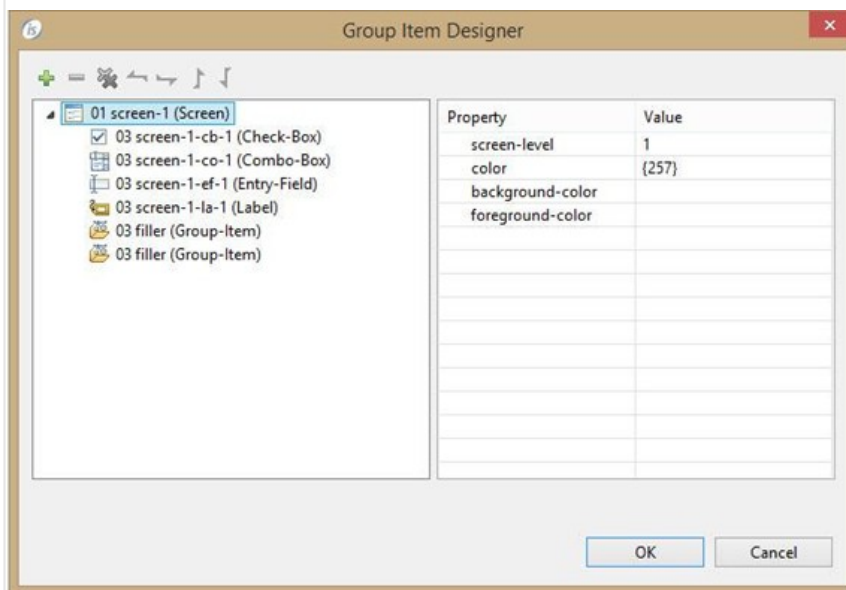 is
Group Item Designer
01 screen-1 (Screen)
03 screen-1-cb-1 (Check-Box)
03 screen-1-co-1 (Combo-Box)
03 screen-1-ef-1 (Entry-Field)
03 screen-1-la-1 (Label)
03 filler (Group-Item)
03 filler (Group-Item)
Property Value
screen-level 1
color {257}
background-color
foreground-color
OK Cancel